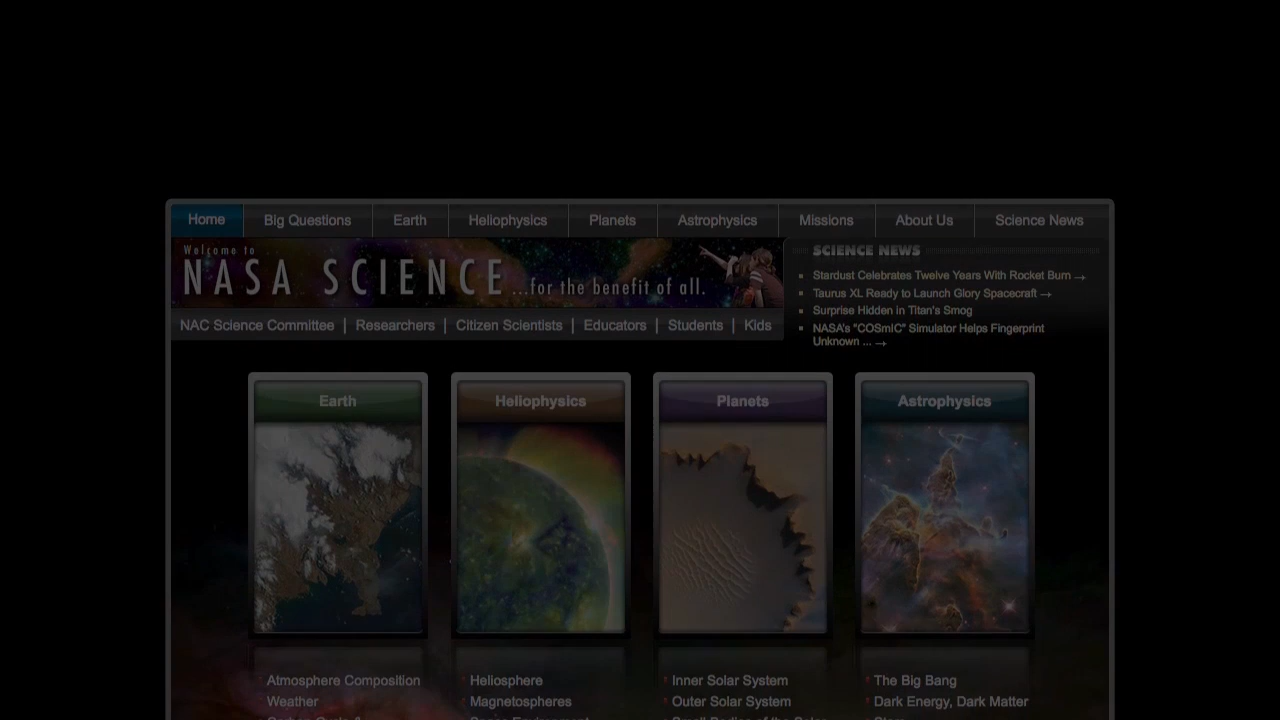 Home Big Questions Earth Heliophysics Planets Astrophysics Missions About Us Science News
Welcome to
NASA SCIENCE ...for the benefit of all.
NAC Science Committee | Researchers | Citizen Scientists | Educators | Students | Kids
SCIENCE NEWS
Stardust Celebrates Twelve Years With Rocket Burn →
Taurus XL Ready to Launch Glory Spacecraft →
Surprise Hidden in Titan's Smog
NASA's "COSmIC" Simulator Helps Fingerprint
Unknown ... →
Earth
Heliophysics
Planets
Astrophysics
Atmosphere Composition
Weather
Heliosphere
Magnetospheres
Inner Solar System
Outer Solar System
The Big Bang
Dark Energy, Dark Matter